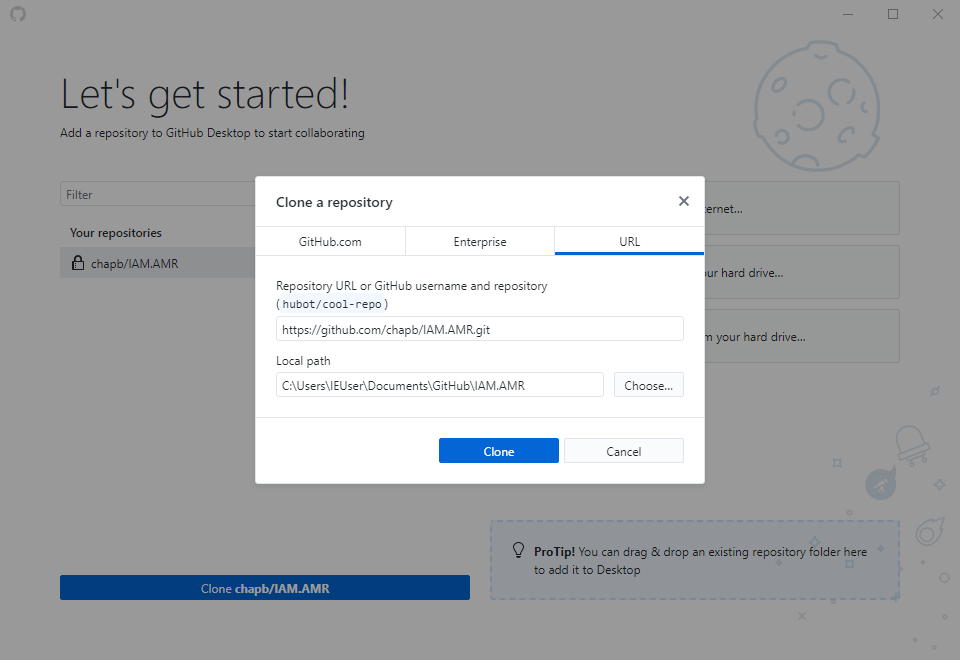 Let's get started!
Add a repository to GitHub Desktop to start collaborating
Filter
Your repositories
chapb/IAM.AMR
Clone a repository
GitHub.com
Enterprise
URL
Repository URL or GitHub username and repository
(hubot/cool-repo)
https://github.com/chapb/IAM.AMR.git
Local path
C:\Users\IEUser\Documents\GitHub\IAM.AMR
Choose...
Clone
Cancel
your hard drive...
m your hard drive...
ProTip! You can drag & drop an existing repository folder here
to add it to Desktop
Clone chapb/IAM.AMR